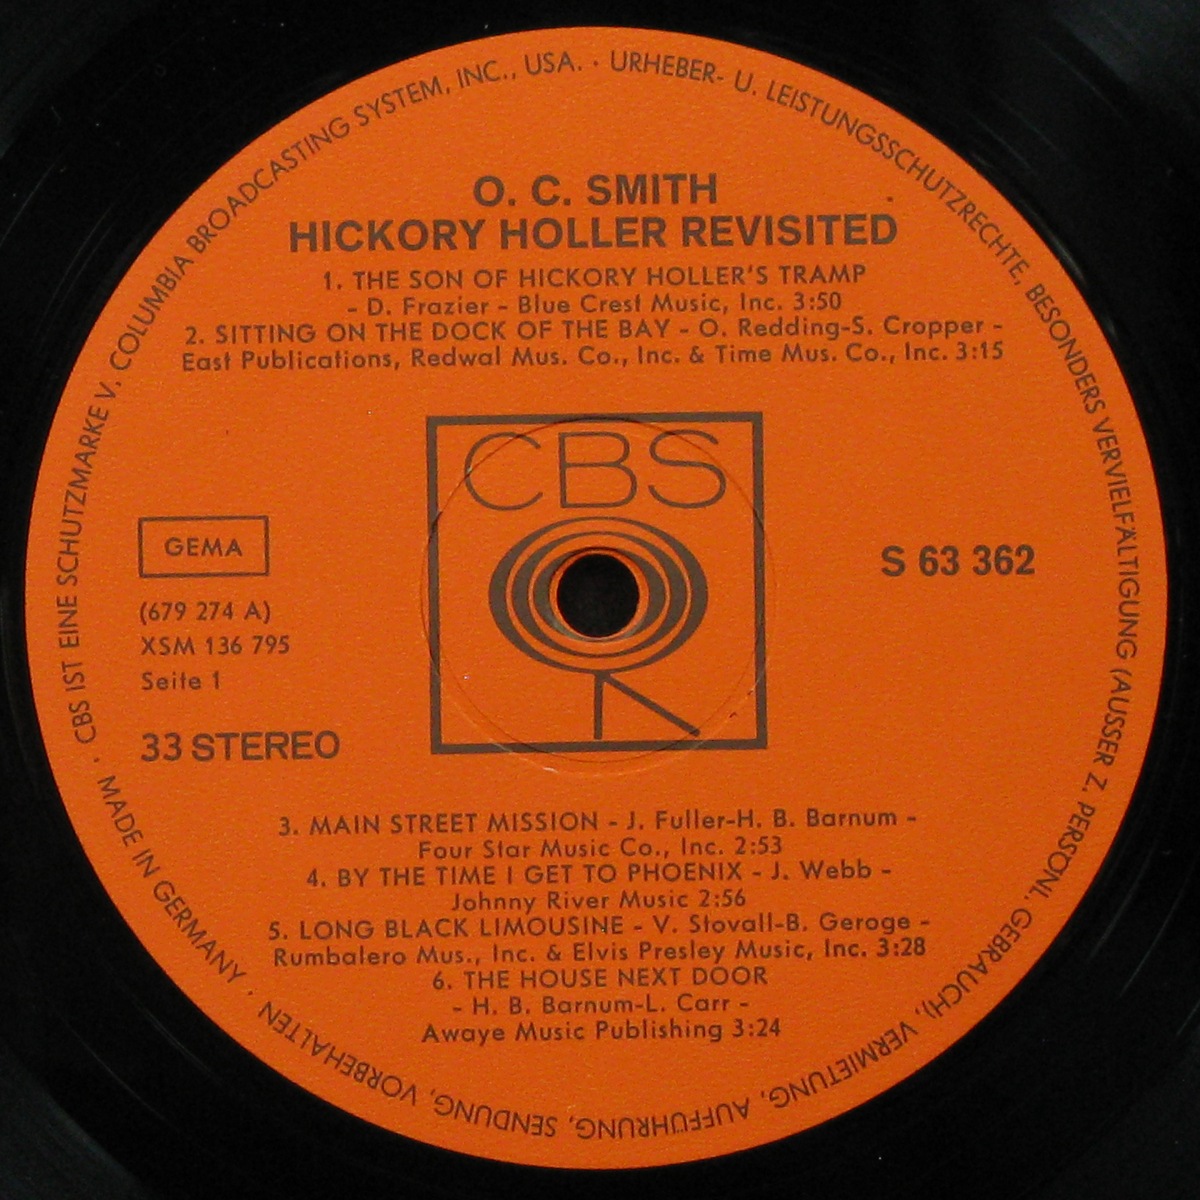 CBS IST EINE SCHUTZMARKE V. COLUMBIA BROADCASTING SYSTEM, INC., USA. · URHEBER- U. LEISTUNGSSCHUTZRECHTE, BESONDERS VERVIELFÄLTIGUNG (AUSSER Z. PERSÖNL. GEBRAUCH), VERMIETUNG, AUFFÜHRUNG, SENDUNG, VORBEHALTEN · MADE IN GERMANY ·
O. C. SMITH
HICKORY HOLLER REVISITED
1. THE SON OF HICKORY HOLLER'S TRAMP
- D. Frazier - Blue Crest Music, Inc. 3:50
2. SITTING ON THE DOCK OF THE BAY - O. Redding-S. Cropper -
East Publications, Redwal Mus. Co., Inc. & Time Mus. Co., Inc. 3:15
CBS
GEMA
S 63 362
(679 274 A)
XSM 136 795
Seite 1
33 STEREO
3. MAIN STREET MISSION - J. Fuller-H. B. Barnum -
Four Star Music Co., Inc. 2:53
4. BY THE TIME I GET TO PHOENIX - J. Webb -
Johnny River Music 2:56
5. LONG BLACK LIMOUSINE - V. Stovall-B. Geroge -
Rumbalero Mus., Inc. & Elvis Presley Music, Inc. 3:28
6. THE HOUSE NEXT DOOR
- H. B. Barnum-L. Carr -
Awaye Music Publishing 3:24